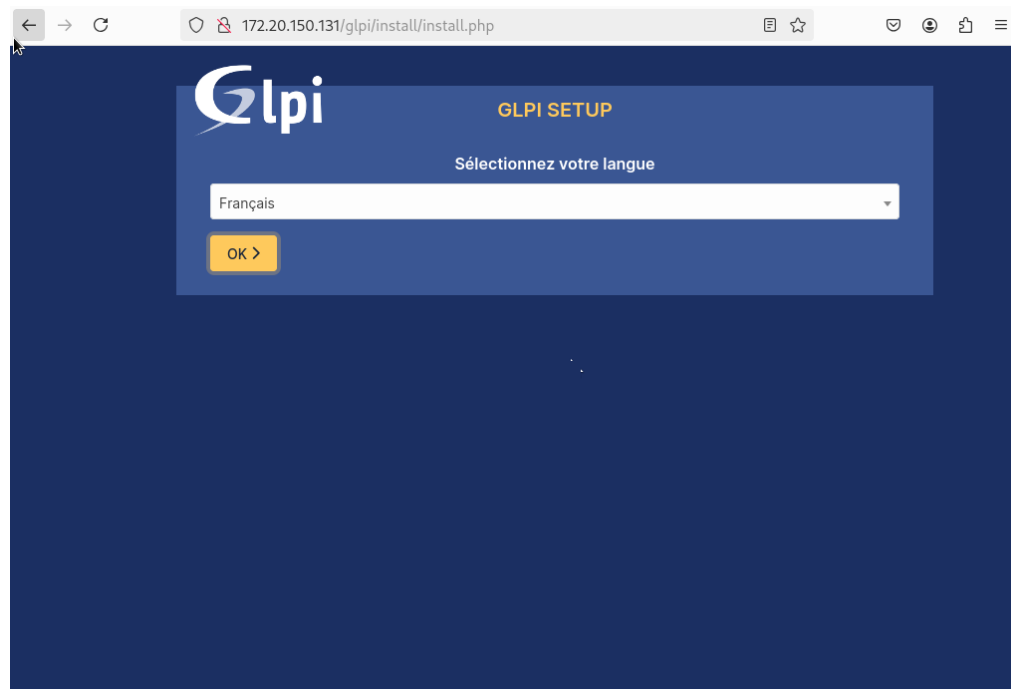 172.20.150.131/glpi/install/install.php
Glpi
GLPI SETUP
Sélectionnez votre langue
Français
OK